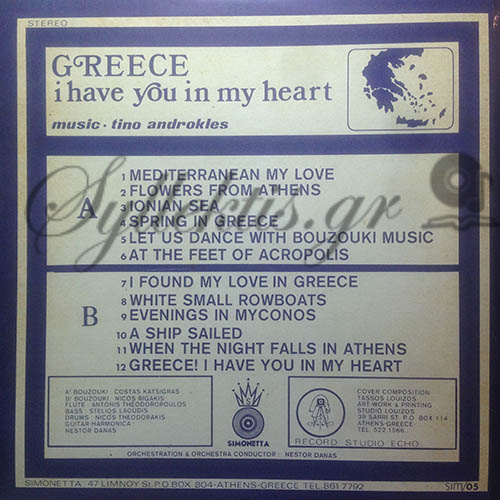 STEREO
GREECE
i have you in my heart
music · tino androkles
A
1 MEDITERRANEAN MY LOVE
2 FLOWERS FROM ATHENS
3 IONIAN SEA
4 SPRING IN GREECE
5 LET US DANCE WITH BOUZOUKI MUSIC
6 AT THE FEET OF ACROPOLIS
Syllektis.gr
B
7 I FOUND MY LOVE IN GREECE
8 WHITE SMALL ROWBOATS
9 EVENINGS IN MYCONOS
10 A SHIP SAILED
11 WHEN THE NIGHT FALLS IN ATHENS
12 GREECE! I HAVE YOU IN MY HEART
A' BOUZOUKI : COSTAS KATSIGRAS
B' BOUZOUKI : NICOS RIGAKIS
FLUTE : ANTONIS THEODOROPOULOS
BASS : STELIOS LAOUDIS
DRUMS : NICOS THEODORAKIS
GUITAR-HARMONICA
NESTOR DANAS
SIMONETTA
RECORD STUDIO ECHO
COVER COMPOSITION
TASSOS LOUIZOS
ART-WORK & PRINTING
STUDIO LOUIZOS
39 SARRI ST. P.O BOX 114
ATHENS-GREECE
TEL. 522 1566
ORCHESTRATION & ORCHESTRA CONDUCTOR : NESTOR DANAS
SIMONETTA 47 LIMNOY St P.O BOX 804-ATHENS-GREECE TEL.861 7792
SIM/05